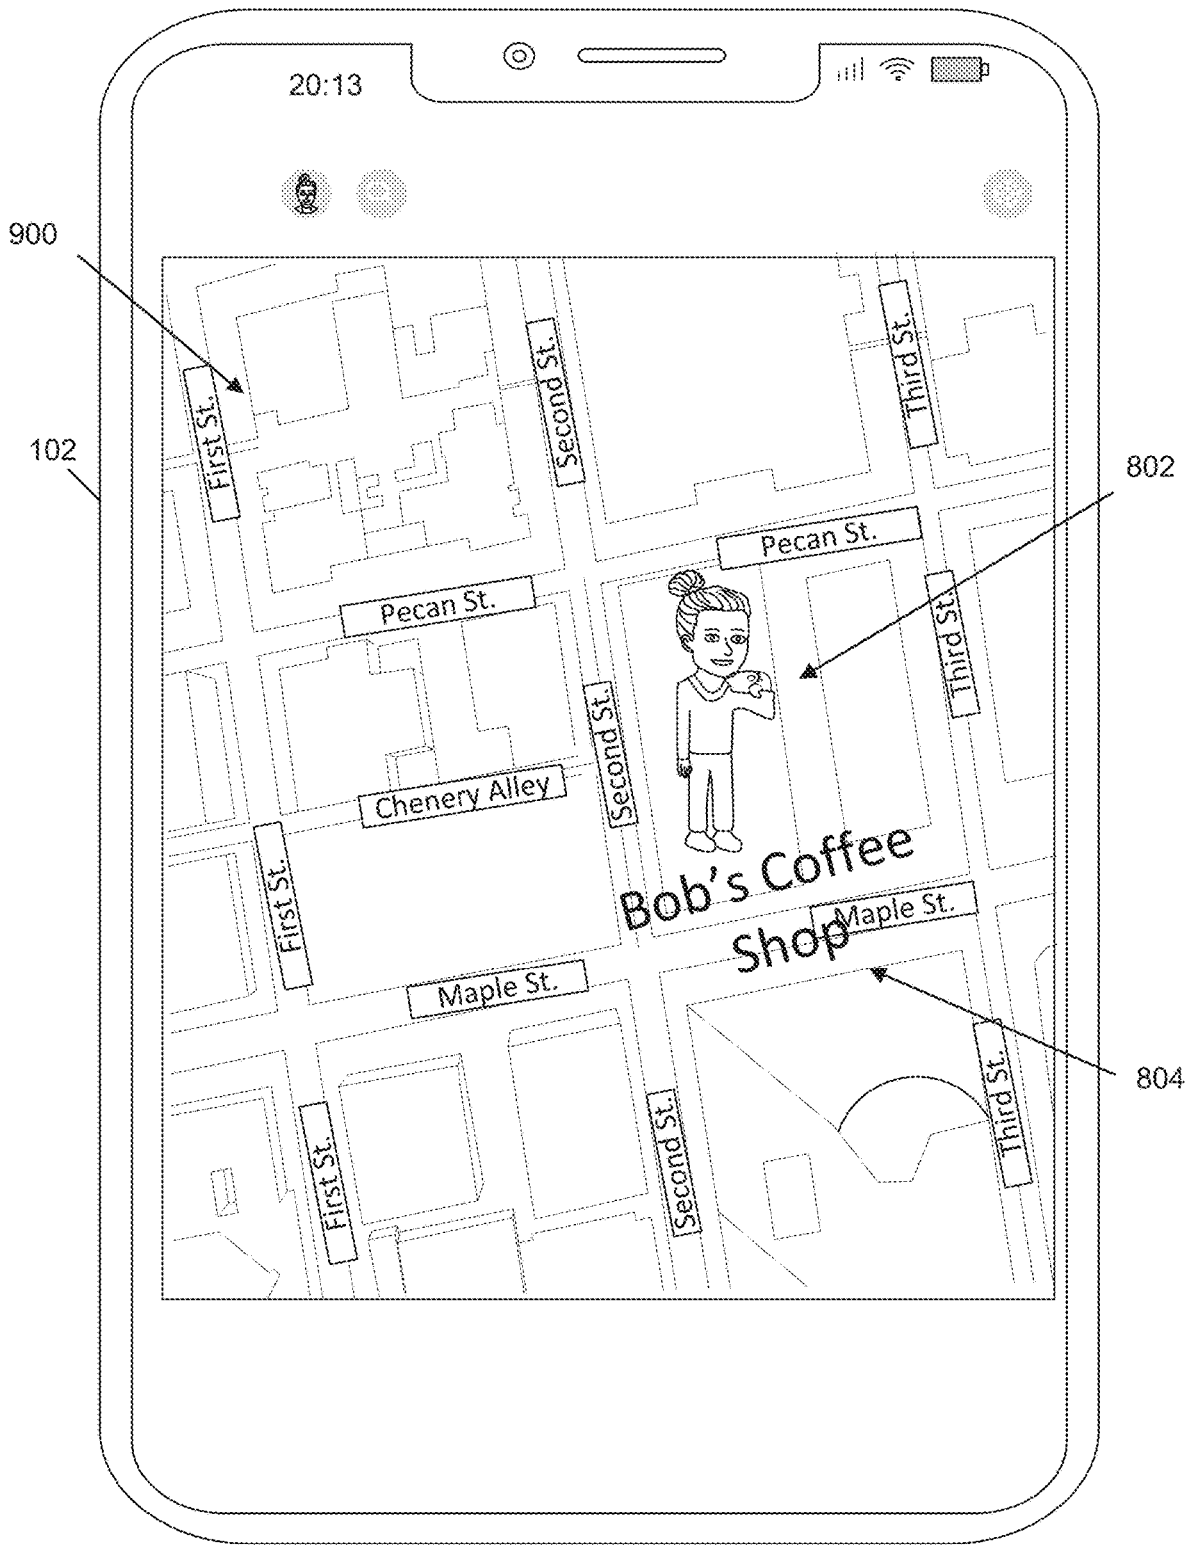 20:13
900
102
802
804
First St.
Second St.
Third St.
Pecan St.
Pecan St.
Third St.
Second St.
Chenery Alley
First St.
Bob's Coffee
Shop
Maple St.
Maple St.
Third St.
First St.
Second St.